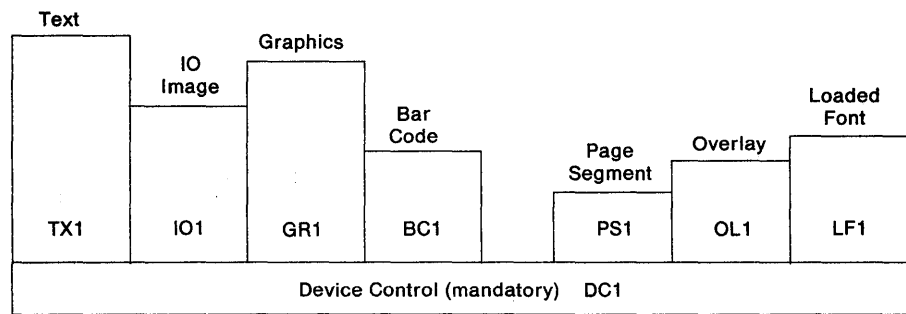 Text
IO
Image
Graphics
Bar
Code
Page
Segment
Overlay
Loaded
Font
TX1
IO1
GR1
BC1
PS1
OL1
LF1
Device Control (mandatory) DC1